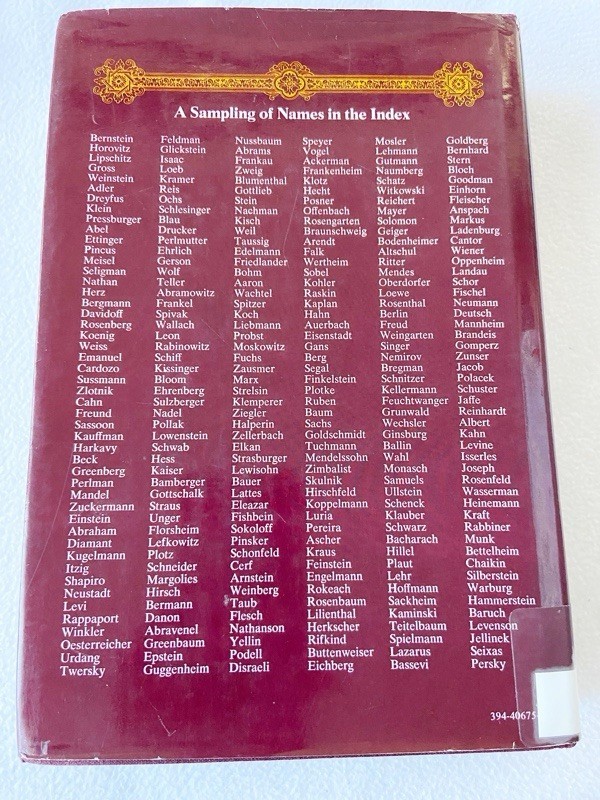 A Sampling of Names in the Index
Bernstein
Horovitz
Lipschitz
Gross
Weinstein
Adler
Dreyfus
Klein
Pressburger
Abel
Ettinger
Pincus
Meisel
Seligman
Nathan
Herz
Bergmann
Davidoff
Rosenberg
Koenig
Weiss
Emanuel
Cardozo
Sussmann
Zlotnik
Cahn
Freund
Sassoon
Kauffman
Harkavy
Beck
Greenberg
Perlman
Mandel
Zuckermann
Einstein
Abraham
Diamant
Kugelmann
Itzig
Shapiro
Neustadt
Levi
Rappaport
Winkler
Oesterreicher
Urdang
Twersky
Feldman
Glickstein
Isaac
Loeb
Kramer
Reis
Ochs
Schlesinger
Blau
Drucker
Perlmutter
Ehrlich
Gerson
Wolf
Teller
Abramowitz
Frankel
Spivak
Wallach
Leon
Rabinowitz
Schiff
Kissinger
Bloom
Ehrenberg
Sulzberger
Nadel
Pollak
Lowenstein
Schwab
Hess
Kaiser
Bamberger
Gottschalk
Straus
Unger
Florsheim
Lefkowitz
Plotz
Schneider
Margolies
Hirsch
Bermann
Danon
Abravenel
Greenbaum
Epstein
Guggenheim
Nussbaum
Abrams
Frankau
Zweig
Blumenthal
Gottlieb
Stein
Nachman
Kisch
Weil
Taussig
Edelmann
Friedlander
Bohm
Aaron
Wachtel
Spitzer
Koch
Liebmann
Probst
Moskowitz
Fuchs
Zausmer
Marx
Strelsin
Klemperer
Ziegler
Halperin
Zellerbach
Elkan
Strasburger
Lewisohn
Bauer
Lattes
Eleazar
Fishbein
Sokoloff
Pinsker
Schonfeld
Cerf
Arnstein
Weinberg
Taub
Flesch
Nathanson
Yellin
Podell
Disraeli
Speyer
Vogel
Ackerman
Frankenheim
Klotz
Hecht
Posner
Offenbach
Rosengarten
Braunschweig
Arendt
Falk
Wertheim
Sobel
Kohler
Raskin
Kaplan
Hahn
Auerbach
Eisenstadt
Gans
Berg
Segal
Finkelstein
Plotke
Ruben
Baum
Sachs
Goldschmidt
Tuchmann
Mendelssohn
Zimbalist
Skulnik
Hirschfeld
Koppelmann
Luria
Pereira
Ascher
Kraus
Feinstein
Engelmann
Rokeach
Rosenbaum
Lilienthal
Herkscher
Rifkind
Buttenweiser
Eichberg
Mosler
Lehmann
Gutmann
Naumberg
Schatz
Witkowski
Reichert
Mayer
Solomon
Geiger
Bodenheimer
Altschul
Ritter
Mendes
Oberdorfer
Loewe
Rosenthal
Berlin
Freud
Weingarten
Singer
Nemirov
Bregman
Schnitzer
Kellermann
Feuchtwanger
Grunwald
Wechsler
Ginsburg
Ballin
Wahl
Monasch
Samuels
Ullstein
Schenck
Klauber
Schwarz
Bacharach
Hillel
Plaut
Lehr
Hoffmann
Sackheim
Kaminski
Teitelbaum
Spielmann
Lazarus
Bassevi
Goldberg
Bernhard
Stern
Bloch
Goodman
Einhorn
Fleischer
Anspach
Markus
Ladenburg
Cantor
Wiener
Oppenheim
Landau
Schor
Fischel
Neumann
Deutsch
Mannheim
Brandeis
Gomperz
Zunser
Jacob
Polacek
Schuster
Jaffe
Reinhardt
Albert
Kahn
Levine
Isserles
Joseph
Rosenfeld
Wasserman
Heinemann
Kraft
Rabbiner
Munk
Bettelheim
Chaikin
Silberstein
Warburg
Hammerstein
Baruch
Levenson
Jellinek
Seixas
Persky
394-40675